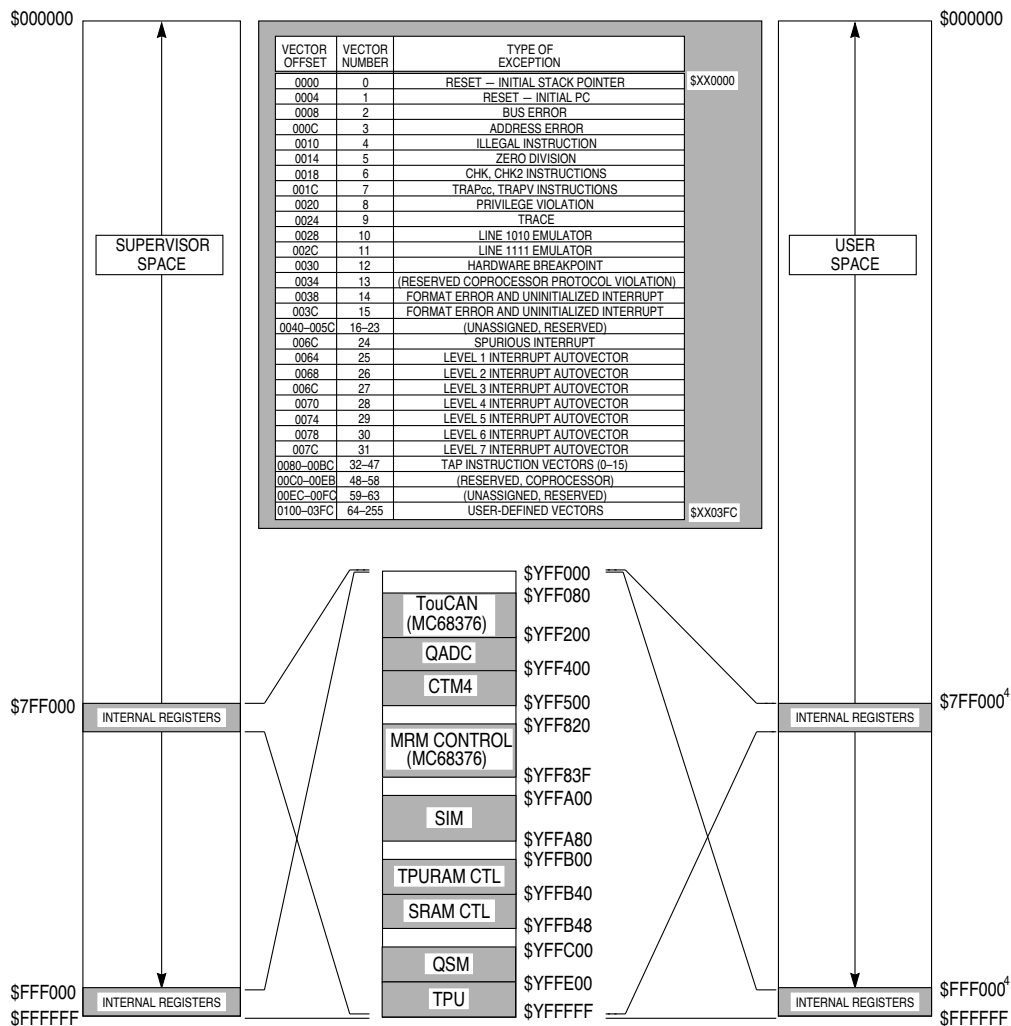 $000000
$000000
VECTOR OFFSET VECTOR NUMBER TYPE OF EXCEPTION
0000 0 RESET — INITIAL STACK POINTER $XX0000
0004 1 RESET — INITIAL PC
0008 2 BUS ERROR
000C 3 ADDRESS ERROR
0010 4 ILLEGAL INSTRUCTION
0014 5 ZERO DIVISION
0018 6 CHK, CHK2 INSTRUCTIONS
001C 7 TRAPcc, TRAPV INSTRUCTIONS
0020 8 PRIVILEGE VIOLATION
0024 9 TRACE
0028 10 LINE 1010 EMULATOR
002C 11 LINE 1111 EMULATOR
0030 12 HARDWARE BREAKPOINT
0034 13 (RESERVED COPROCESSOR PROTOCOL VIOLATION)
0038 14 FORMAT ERROR AND UNINITIALIZED INTERRUPT
003C 15 FORMAT ERROR AND UNINITIALIZED INTERRUPT
0040–005C 16–23 (UNASSIGNED, RESERVED)
006C 24 SPURIOUS INTERRUPT
0064 25 LEVEL 1 INTERRUPT AUTOVECTOR
0068 26 LEVEL 2 INTERRUPT AUTOVECTOR
006C 27 LEVEL 3 INTERRUPT AUTOVECTOR
0070 28 LEVEL 4 INTERRUPT AUTOVECTOR
0074 29 LEVEL 5 INTERRUPT AUTOVECTOR
0078 30 LEVEL 6 INTERRUPT AUTOVECTOR
007C 31 LEVEL 7 INTERRUPT AUTOVECTOR
0080–00BC 32–47 TAP INSTRUCTION VECTORS (0–15)
00C0–00EB 48–58 (RESERVED, COPROCESSOR)
00EC–00FC 59–63 (UNASSIGNED, RESERVED)
0100–03FC 64–255 USER-DEFINED VECTORS $XX03FC
SUPERVISOR
SPACE
USER
SPACE
$YFF000
$YFF080
TouCAN
(MC68376)
$YFF200
QADC
$YFF400
CTM4
$YFF500
$YFF820
MRM CONTROL
(MC68376)
$YFF83F
$YFFA00
SIM
$YFFA80
$YFFB00
TPURAM CTL
$YFFB40
SRAM CTL
$YFFB48
$YFFC00
QSM
$YFFE00
TPU
$YFFFFF
$7FF000
INTERNAL REGISTERS
INTERNAL REGISTERS
$7FF000⁴
$FFF000
INTERNAL REGISTERS
$FFFFFF
INTERNAL REGISTERS
$FFF000⁴
$FFFFFF